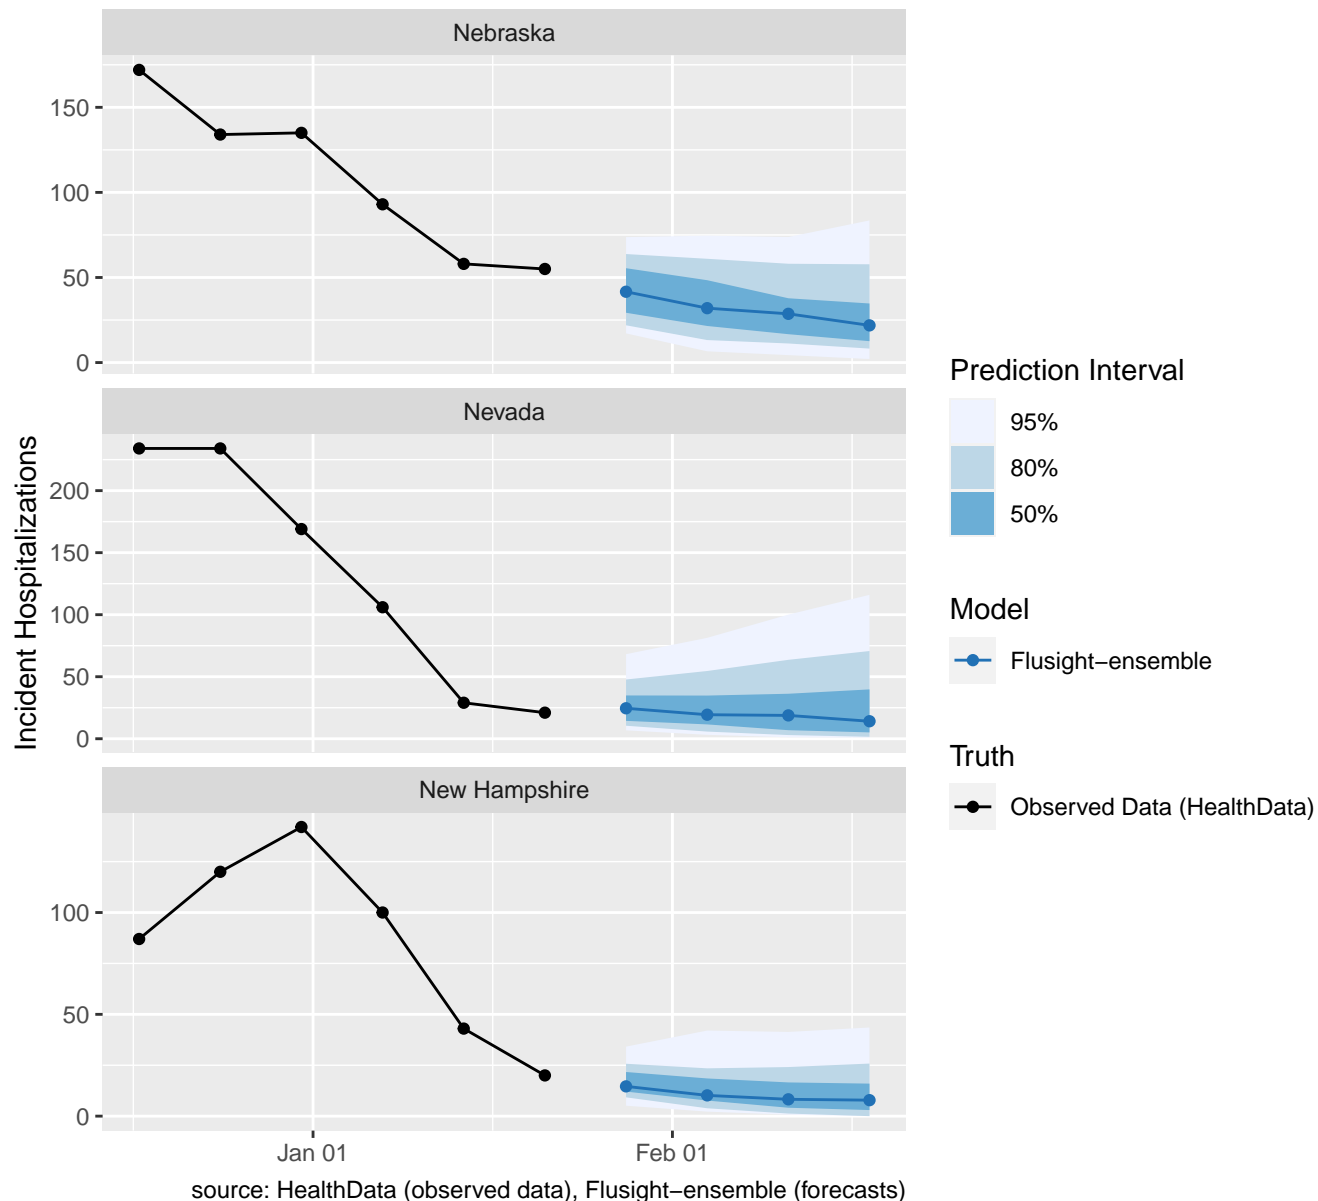 Nebraska
150
100
50
0
Nevada
200
150
100
50
0
New Hampshire
100
50
0
Incident Hospitalizations
Jan 01
Feb 01
source: HealthData (observed data), Flusight−ensemble (forecasts)
Prediction Interval
95%
80%
50%
Model
Flusight−ensemble
Truth
Observed Data (HealthData)